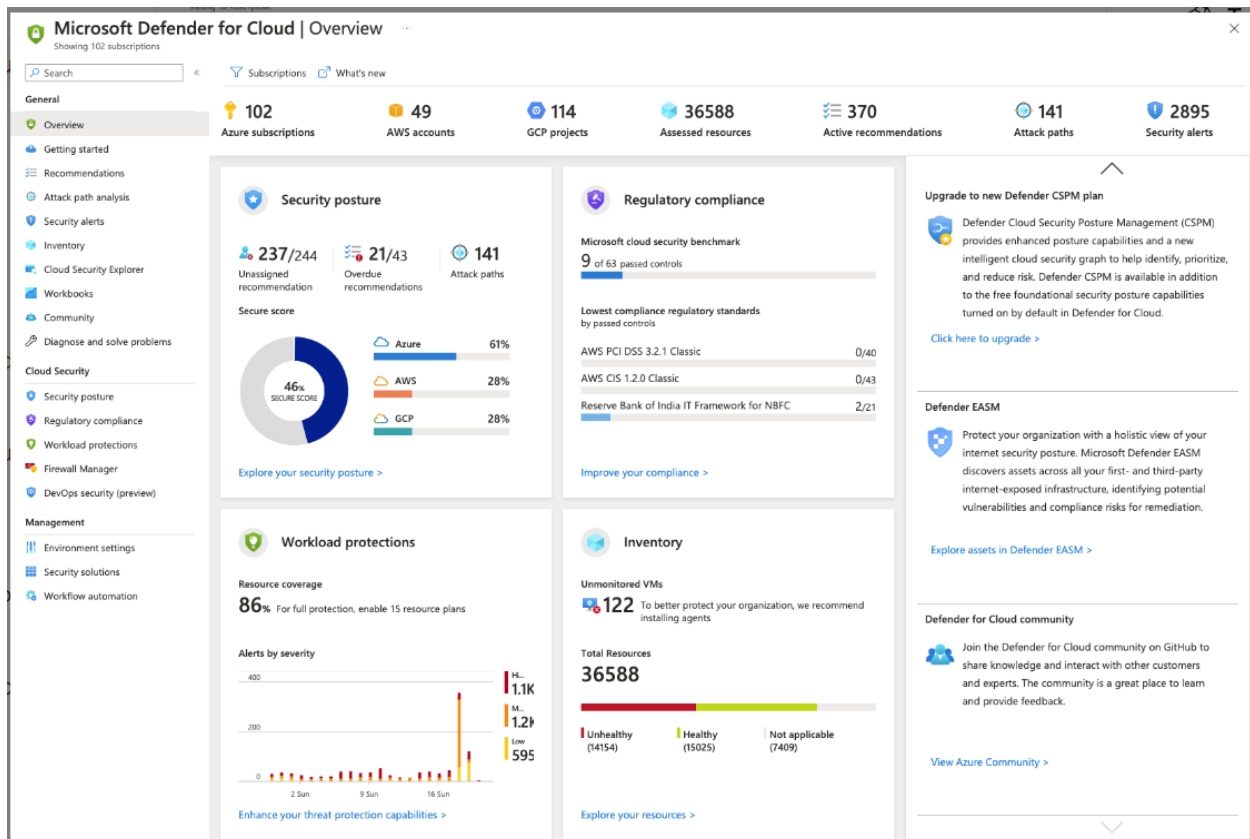 Microsoft Defender for Cloud | Overview ...
Showing 102 subscriptions
Search
«
Subscriptions
What's new
General
Overview
Getting started
Recommendations
Attack path analysis
Security alerts
Inventory
Cloud Security Explorer
Workbooks
Community
Diagnose and solve problems
Cloud Security
Security posture
Regulatory compliance
Workload protections
Firewall Manager
DevOps security (preview)
Management
Environment settings
Security solutions
Workflow automation
102
Azure subscriptions
49
AWS accounts
114
GCP projects
36588
Assessed resources
370
Active recommendations
141
Attack paths
2895
Security alerts
Security posture
237/244
Unassigned
recommendation
21/43
Overdue
recommendations
141
Attack paths
Secure score
46%
SECURE SCORE
Azure 61%
AWS 28%
GCP 28%
Explore your security posture >
Regulatory compliance
Microsoft cloud security benchmark
9 of 63 passed controls
Lowest compliance regulatory standards
by passed controls
AWS PCI DSS 3.2.1 Classic 0/40
AWS CIS 1.2.0 Classic 0/43
Reserve Bank of India IT Framework for NBFC 2/21
Improve your compliance >
Workload protections
Resource coverage
86% For full protection, enable 15 resource plans
Alerts by severity
400
200
0
2 Sun
9 Sun
16 Sun
Hi...
1.1K
M...
1.2K
Low
595
Enhance your threat protection capabilities >
Inventory
Unmonitored VMs
122 To better protect your organization, we recommend
installing agents
Total Resources
36588
Unhealthy
(14154)
Healthy
(15025)
Not applicable
(7409)
Explore your resources >
Upgrade to new Defender CSPM plan
Defender Cloud Security Posture Management (CSPM)
provides enhanced posture capabilities and a new
intelligent cloud security graph to help identify, prioritize,
and reduce risk. Defender CSPM is available in addition
to the free foundational security posture capabilities
turned on by default in Defender for Cloud.
Click here to upgrade >
Defender EASM
Protect your organization with a holistic view of your
internet security posture. Microsoft Defender EASM
discovers assets across all your first- and third-party
internet-exposed infrastructure, identifying potential
vulnerabilities and compliance risks for remediation.
Explore assets in Defender EASM >
Defender for Cloud community
Join the Defender for Cloud community on GitHub to
share knowledge and interact with other customers
and experts. The community is a great place to learn
and provide feedback.
View Azure Community >